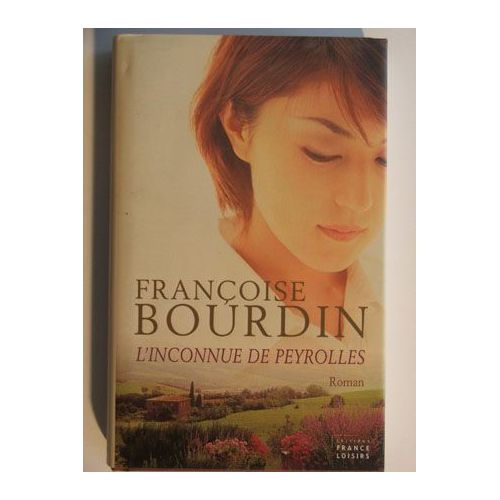 FRANÇOISE
BOURDIN
L'INCONNUE DE PEYROLLES
Roman
ÉDITIONS
FRANCE
LOISIRS